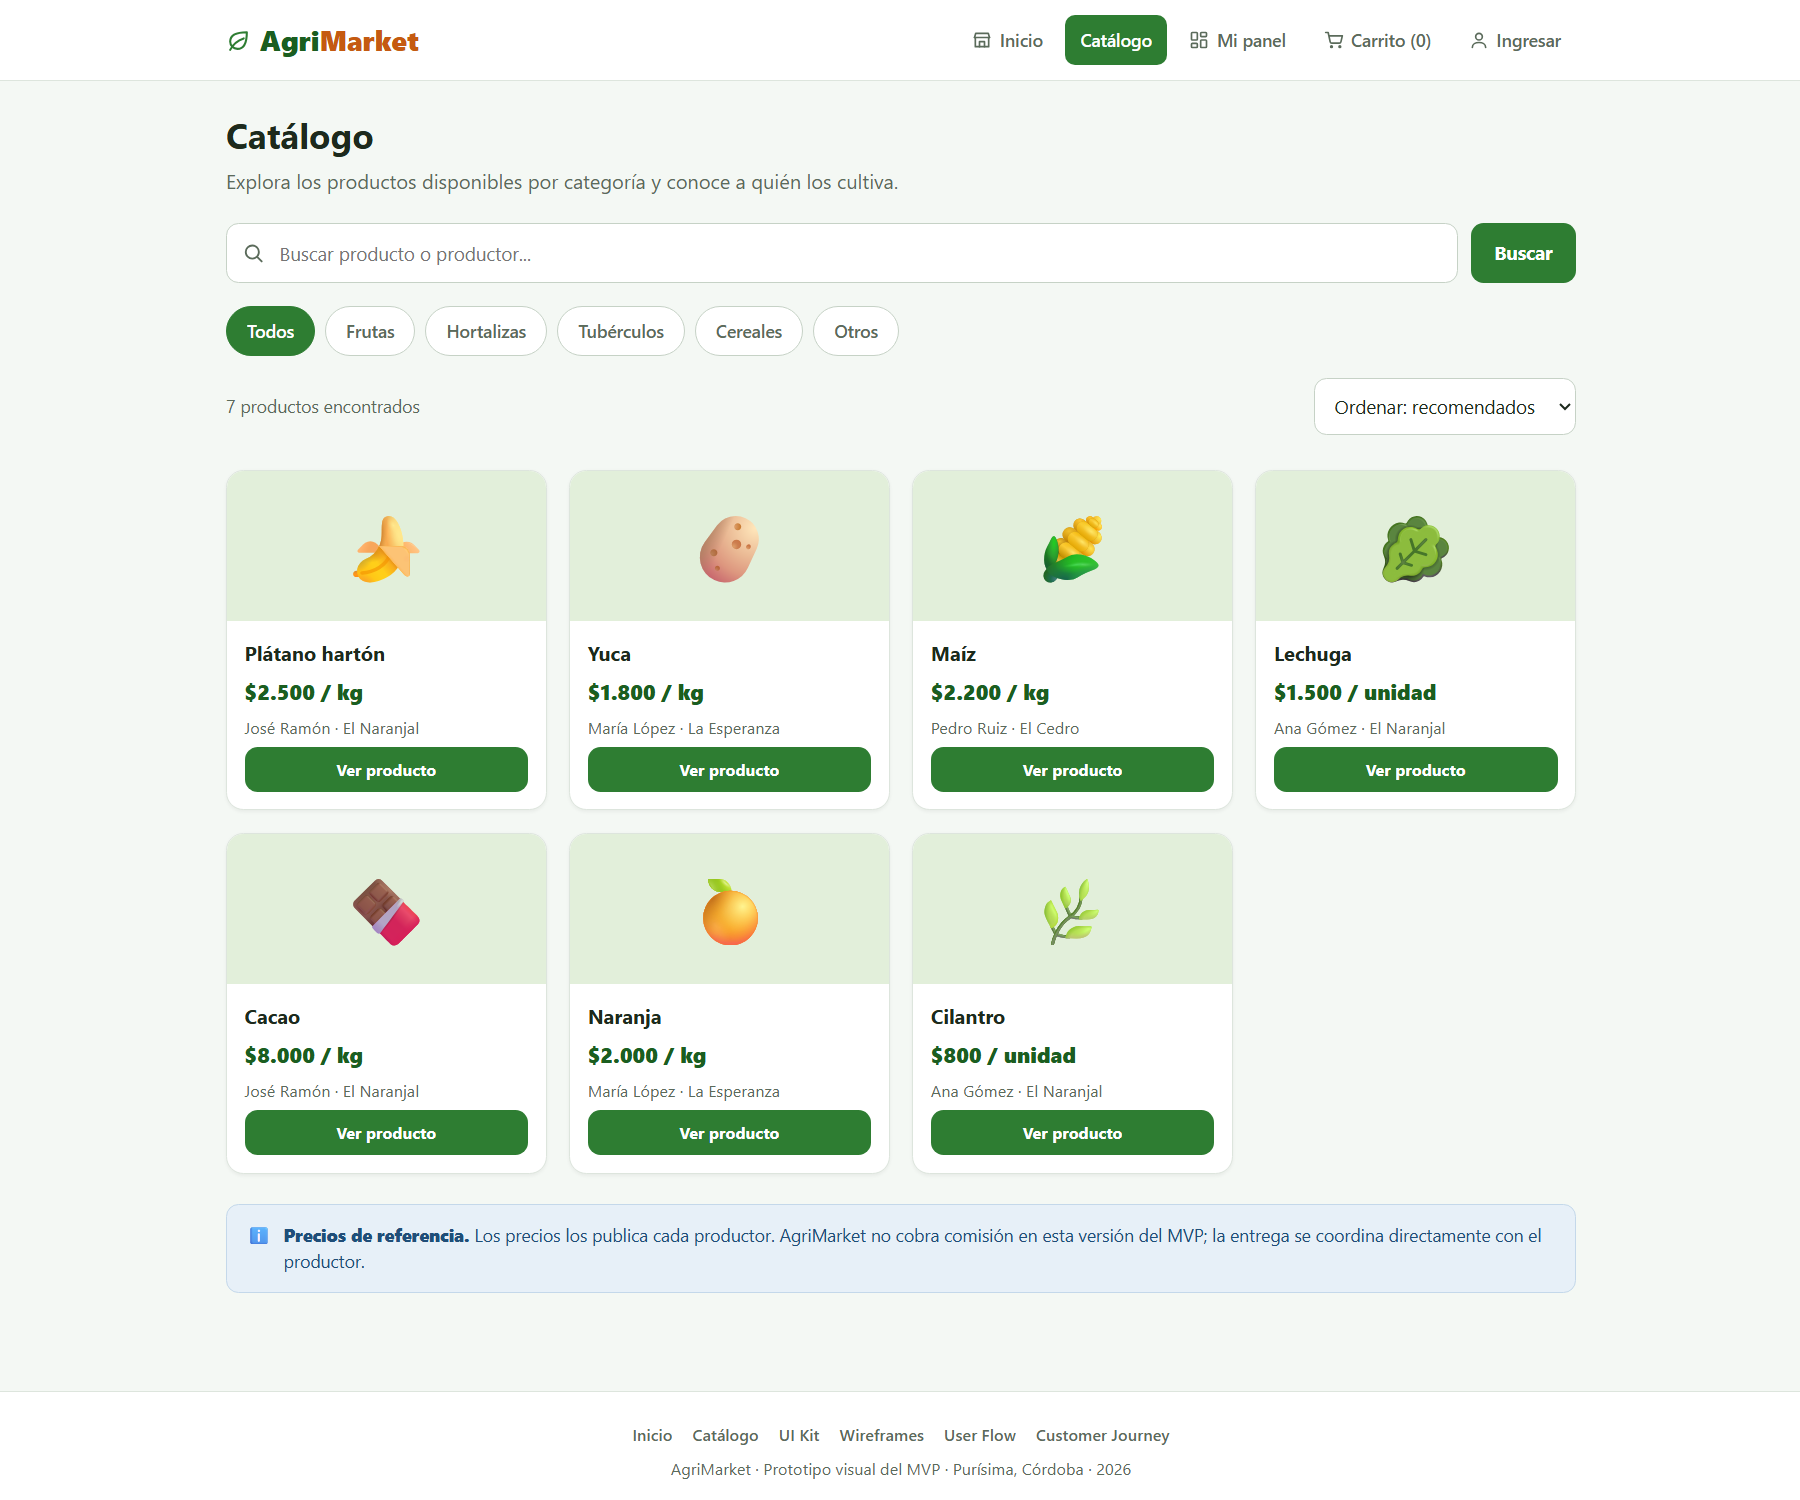 AgriMarket
Inicio
Catálogo
Mi panel
Carrito (0)
Ingresar
Catálogo
Explora los productos disponibles por categoría y conoce a quién los cultiva.
Buscar producto o productor...
Buscar
Todos
Frutas
Hortalizas
Tubérculos
Cereales
Otros
7 productos encontrados
Ordenar: recomendados
Plátano hartón
$2.500 / kg
José Ramón · El Naranjal
Ver producto
Yuca
$1.800 / kg
María López · La Esperanza
Ver producto
Maíz
$2.200 / kg
Pedro Ruiz · El Cedro
Ver producto
Lechuga
$1.500 / unidad
Ana Gómez · El Naranjal
Ver producto
Cacao
$8.000 / kg
José Ramón · El Naranjal
Ver producto
Naranja
$2.000 / kg
María López · La Esperanza
Ver producto
Cilantro
$800 / unidad
Ana Gómez · El Naranjal
Ver producto
Precios de referencia. Los precios los publica cada productor. AgriMarket no cobra comisión en esta versión del MVP; la entrega se coordina directamente con el
productor.
Inicio Catálogo UI Kit Wireframes User Flow Customer Journey
AgriMarket · Prototipo visual del MVP · Purísima, Córdoba · 2026